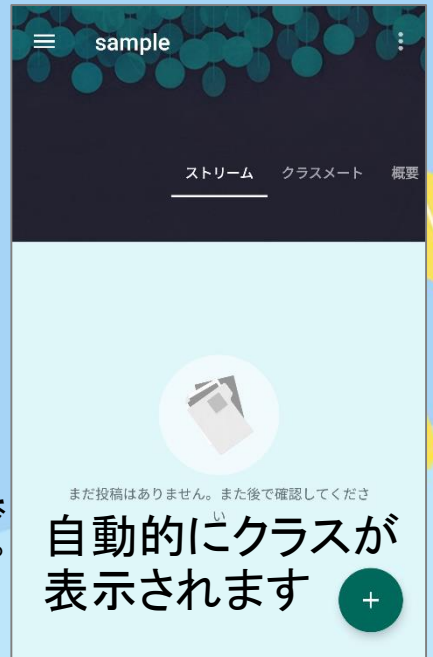 sample
ストリーム クラスメート 概要
まだ投稿はありません。また後で確認してくださ
い
自動的にクラスが
表示されます